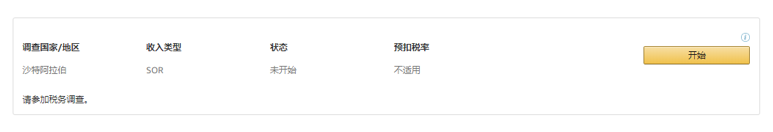 调查国家/地区 收入类型 状态 预扣税率
沙特阿拉伯 SOR 未开始 不适用 开始
请参加税务调查。